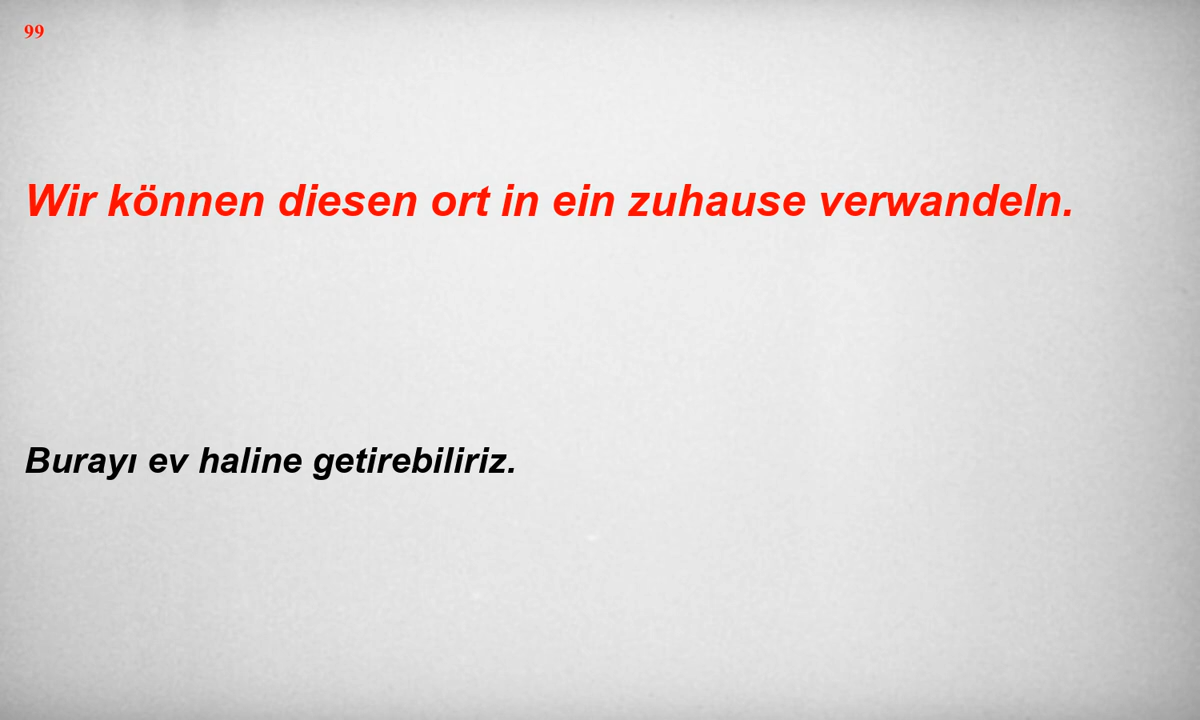 99
Wir können diesen ort in ein zuhause verwandeln.
Burayı ev haline getirebiliriz.